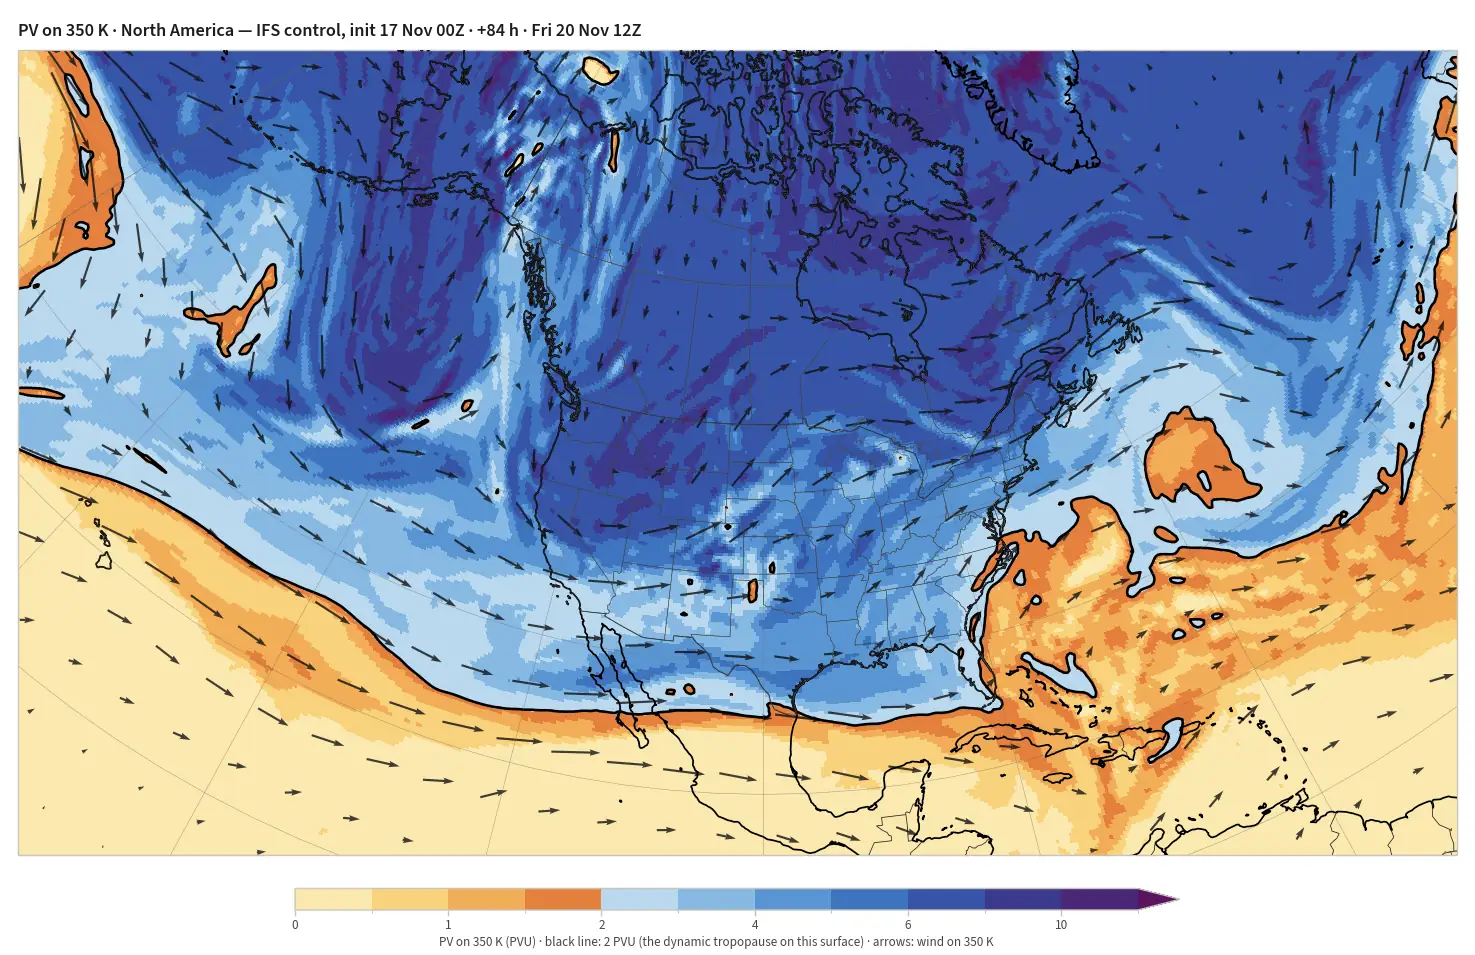 PV on 350 K · North America — IFS control, init 17 Nov 00Z · +84 h · Fri 20 Nov 12Z
0 1 2 4 6 10
PV on 350 K (PVU) · black line: 2 PVU (the dynamic tropopause on this surface) · arrows: wind on 350 K